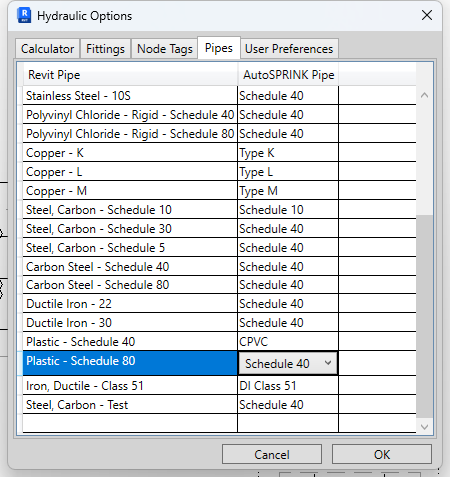 Hydraulic Options
Calculator Fittings Node Tags Pipes User Preferences
Revit Pipe AutoSPRINK Pipe
Stainless Steel - 10S Schedule 40
Polyvinyl Chloride - Rigid - Schedule 40 Schedule 40
Polyvinyl Chloride - Rigid - Schedule 80 Schedule 40
Copper - K Type K
Copper - L Type L
Copper - M Type M
Steel, Carbon - Schedule 10 Schedule 10
Steel, Carbon - Schedule 30 Schedule 40
Steel, Carbon - Schedule 5 Schedule 40
Carbon Steel - Schedule 40 Schedule 40
Carbon Steel - Schedule 80 Schedule 40
Ductile Iron - 22 Schedule 40
Ductile Iron - 30 Schedule 40
Plastic - Schedule 40 CPVC
Plastic - Schedule 80 Schedule 40
Iron, Ductile - Class 51 DI Class 51
Steel, Carbon - Test Schedule 40
Cancel OK